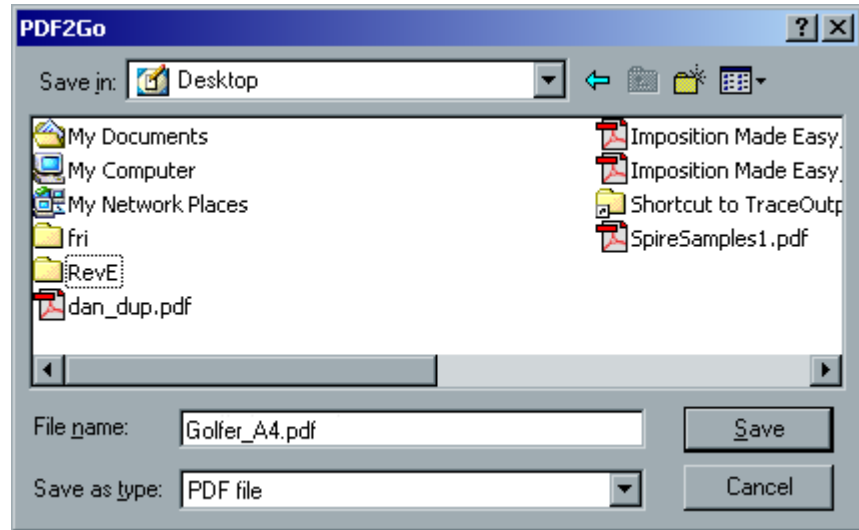 PDF2Go
Save in: Desktop
My Documents
My Computer
My Network Places
fri
RevE
dan_dup.pdf
Imposition Made Easy
Imposition Made Easy
Shortcut to TraceOutp
SpireSamples1.pdf
File name: Golfer_A4.pdf
Save
Save as type: PDF file
Cancel